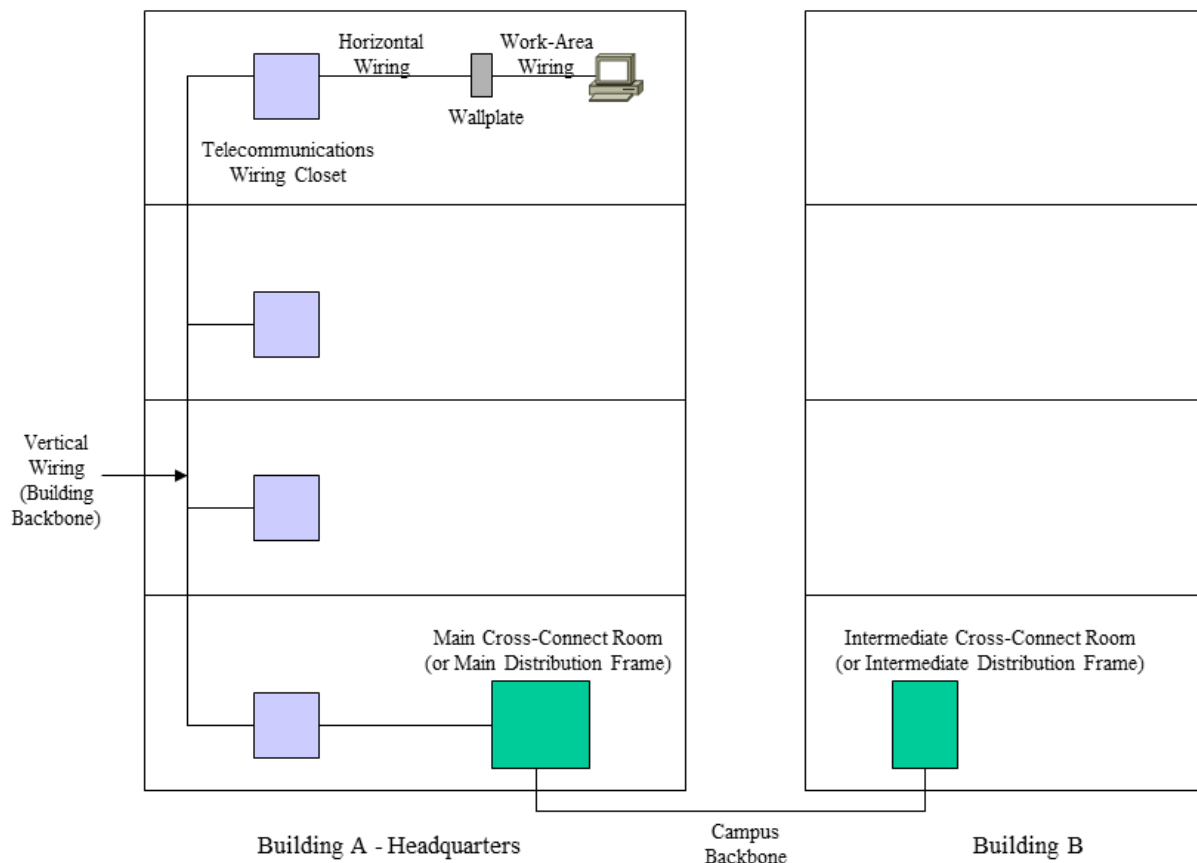 Horizontal
Wiring
Work-Area
Wiring
Wallplate
Telecommunications
Wiring Closet
Vertical
Wiring
(Building
Backbone)
Main Cross-Connect Room
(or Main Distribution Frame)
Intermediate Cross-Connect Room
(or Intermediate Distribution Frame)
Building A - Headquarters
Campus
Backbone
Building B